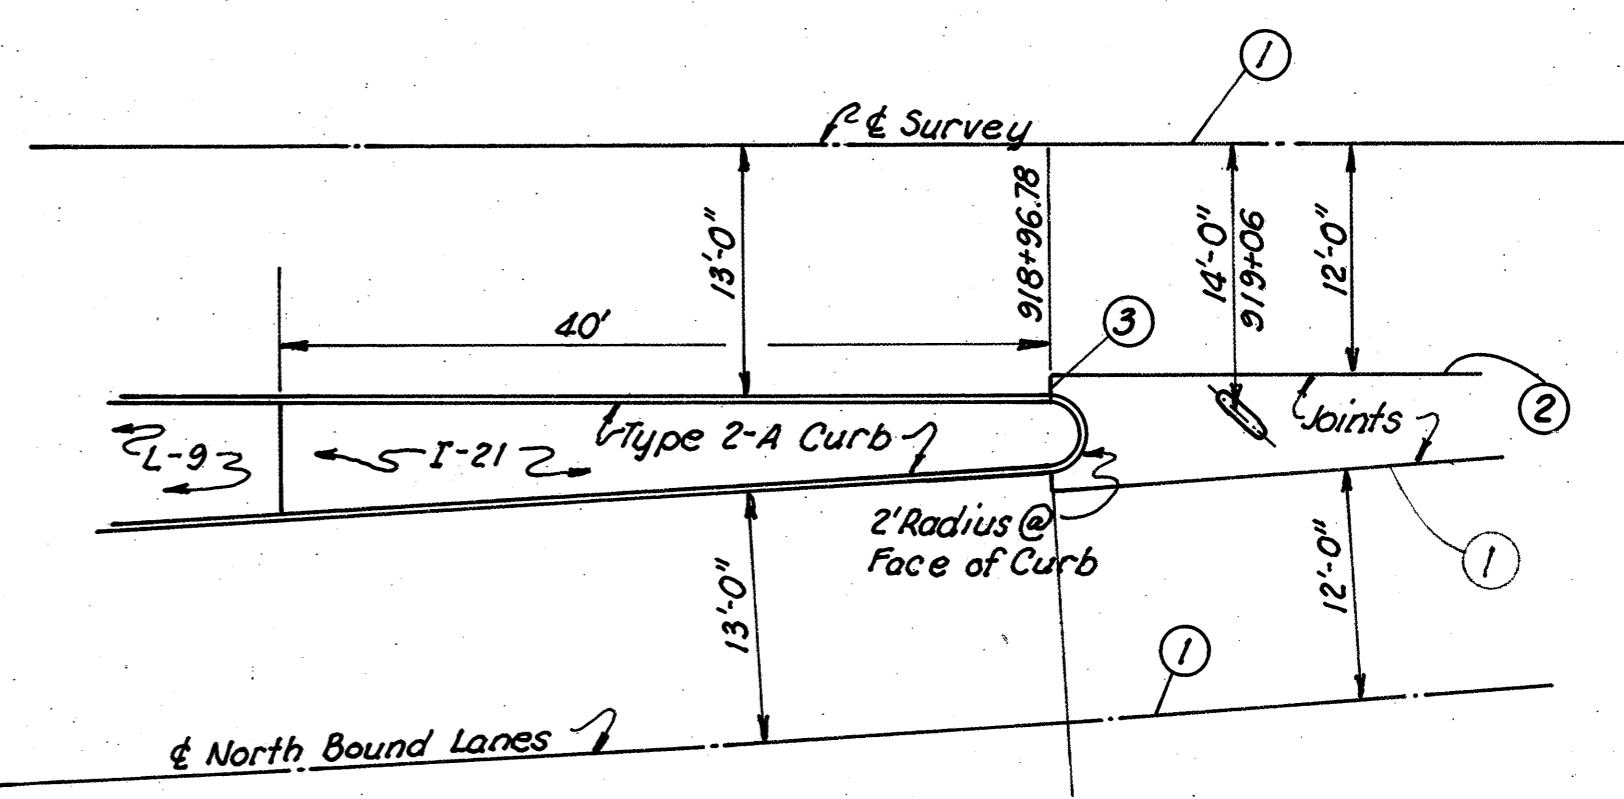 1
℄ Survey
13'-0"
918+96.78
14'-0"
919+06
12'-0"
40'
3
2
Type 2-A Curb
Joints
L-9
I-21
2' Radius @
Face of Curb
13'-0"
12'-0"
1
1
℄ North Bound Lanes